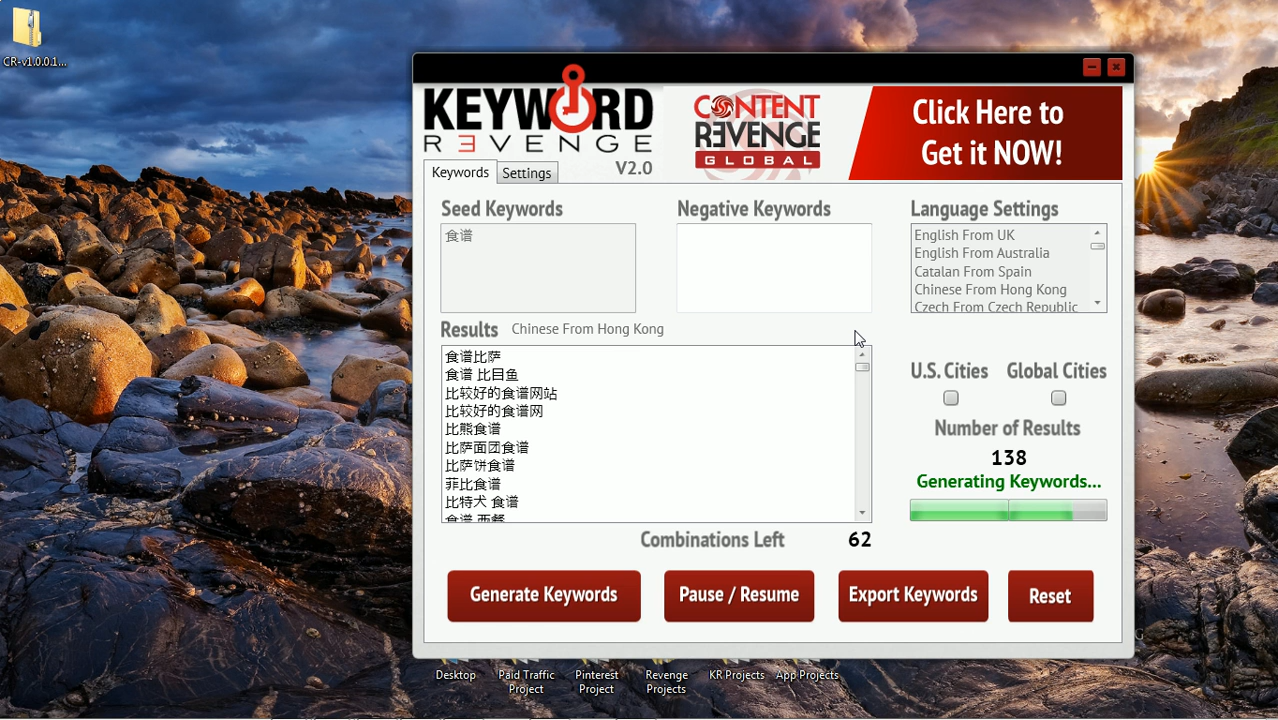 CR-v1.0.0.1...
KEYWORD
REVENGE
V2.0
CONTENT
REVENGE
GLOBAL
Click Here to
Get it NOW!
Keywords
Settings
Seed Keywords
Negative Keywords
Language Settings
食谱
English From UK
English From Australia
Catalan From Spain
Chinese From Hong Kong
Czech From Czech Republic
Results
Chinese From Hong Kong
食谱比萨
食谱 比目鱼
比较好的食谱网站
比较好的食谱网
比熊食谱
比萨面团食谱
比萨饼食谱
菲比食谱
比特犬 食谱
食谱 西餐
U.S. Cities
Global Cities
Number of Results
138
Generating Keywords...
Combinations Left
62
Generate Keywords
Pause / Resume
Export Keywords
Reset
Desktop
Paid Traffic
Project
Pinterest
Project
Revenge
Projects
KR Projects
App Projects